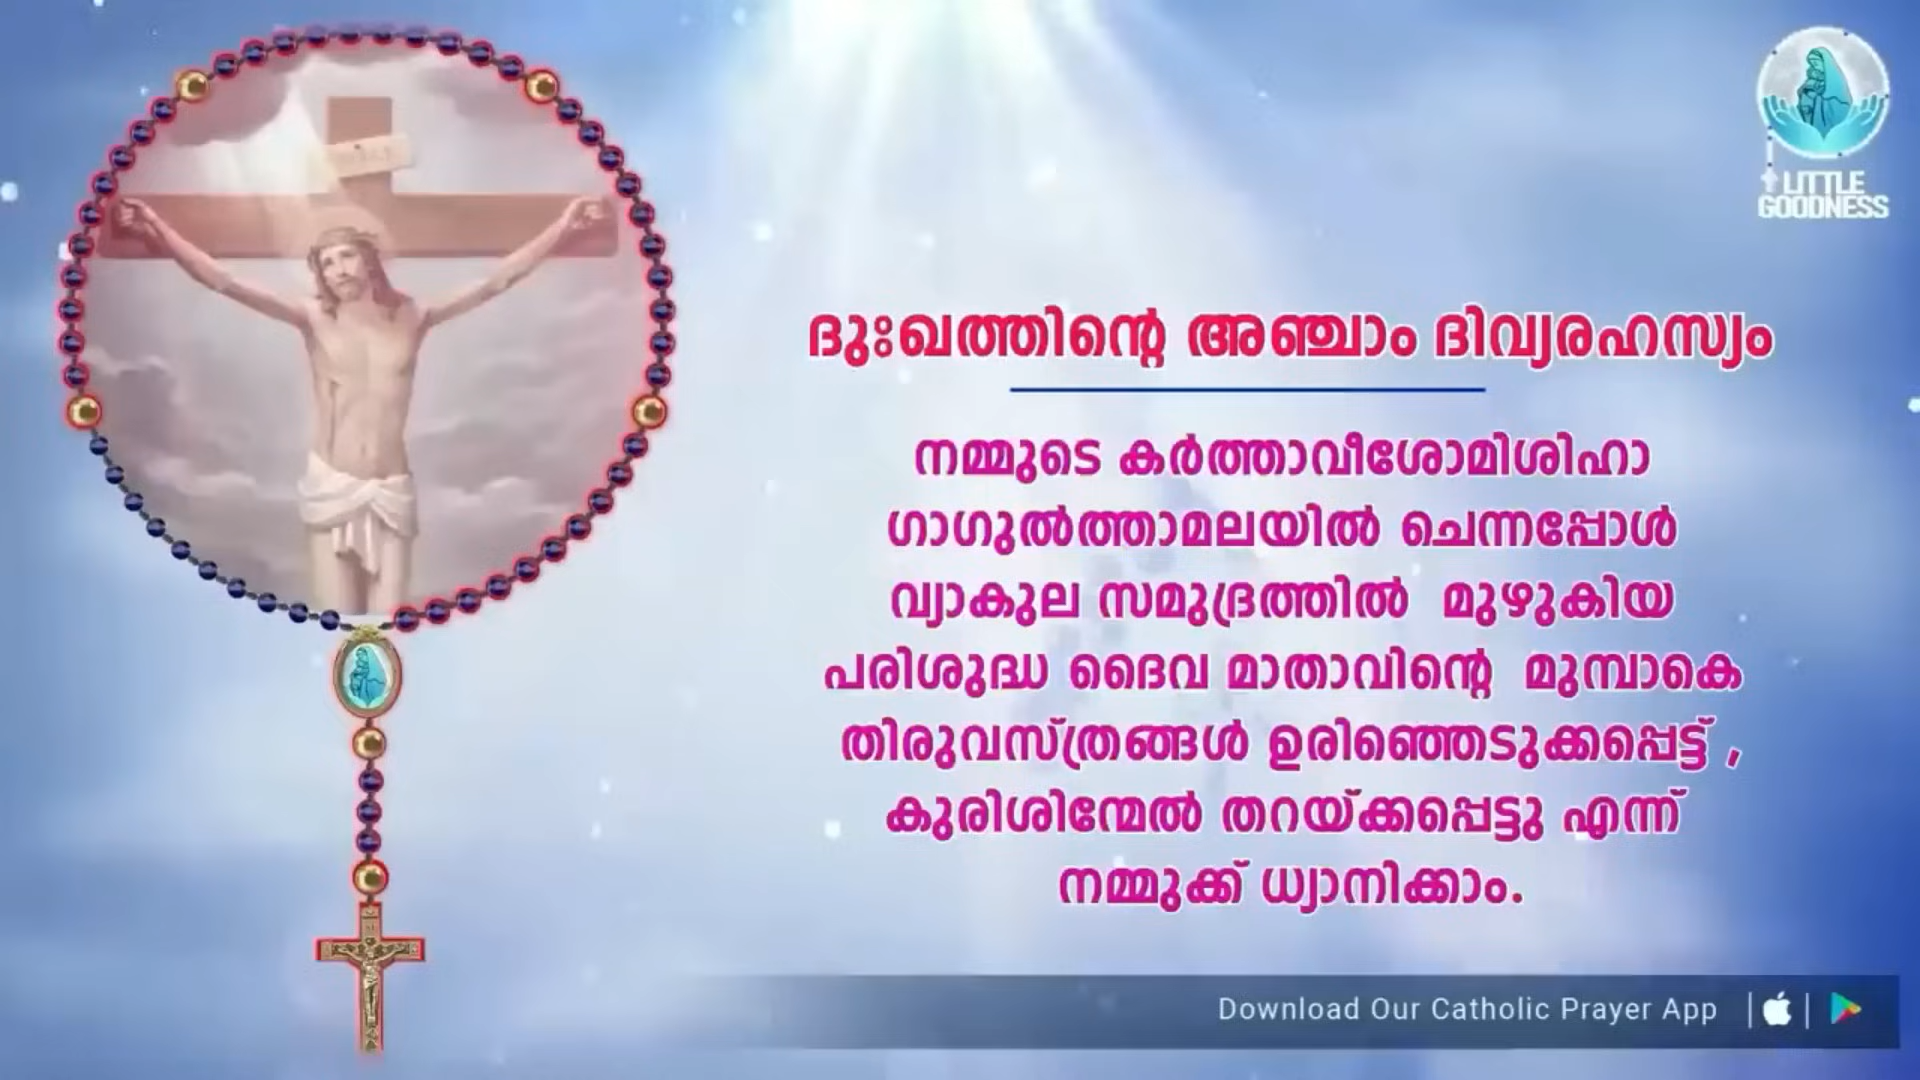 LITTLE
GOODNESS
ദുഃഖത്തിന്റെ അഞ്ചാം ദിവ്യരഹസ്യം
നമ്മുടെ കർത്താവീശോമിശിഹാ
ഗാഗുൽത്താമലയിൽ ചെന്നപ്പോൾ
വ്യാകുല സമുദ്രത്തിൽ മുഴുകിയ
പരിശുദ്ധ ദൈവ മാതാവിന്റെ മുമ്പാകെ
തിരുവസ്ത്രങ്ങൾ ഉരിഞ്ഞെടുക്കപ്പെട്ട് ,
കുരിശിന്മേൽ തറയ്ക്കപ്പെട്ടു എന്ന്
നമ്മുക്ക് ധ്യാനിക്കാം.
Download Our Catholic Prayer App